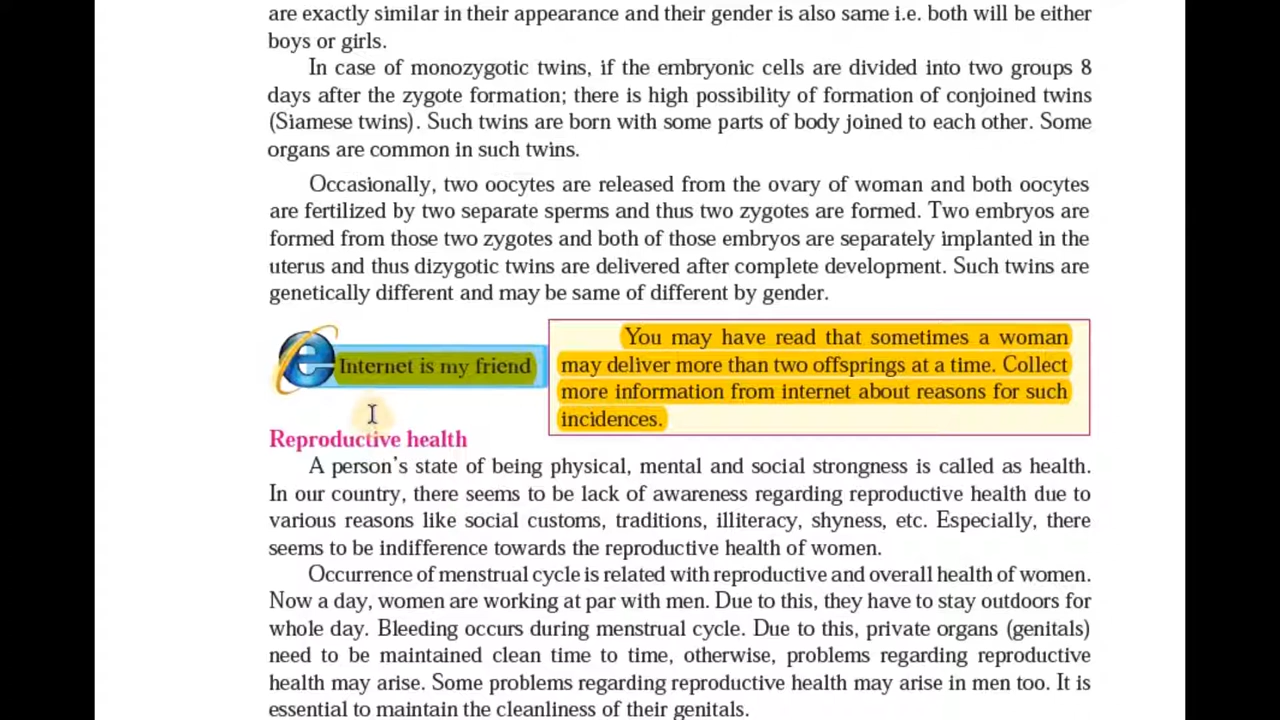 are exactly similar in their appearance and their gender is also same i.e. both will be either
boys or girls.
In case of monozygotic twins, if the embryonic cells are divided into two groups 8
days after the zygote formation; there is high possibility of formation of conjoined twins
(Siamese twins). Such twins are born with some parts of body joined to each other. Some
organs are common in such twins.
Occasionally, two oocytes are released from the ovary of woman and both oocytes
are fertilized by two separate sperms and thus two zygotes are formed. Two embryos are
formed from those two zygotes and both of those embryos are separately implanted in the
uterus and thus dizygotic twins are delivered after complete development. Such twins are
genetically different and may be same of different by gender.
Internet is my friend
You may have read that sometimes a woman
may deliver more than two offsprings at a time. Collect
more information from internet about reasons for such
incidences.
Reproductive health
A person's state of being physical, mental and social strongness is called as health.
In our country, there seems to be lack of awareness regarding reproductive health due to
various reasons like social customs, traditions, illiteracy, shyness, etc. Especially, there
seems to be indifference towards the reproductive health of women.
Occurrence of menstrual cycle is related with reproductive and overall health of women.
Now a day, women are working at par with men. Due to this, they have to stay outdoors for
whole day. Bleeding occurs during menstrual cycle. Due to this, private organs (genitals)
need to be maintained clean time to time, otherwise, problems regarding reproductive
health may arise. Some problems regarding reproductive health may arise in men too. It is
essential to maintain the cleanliness of their genitals.